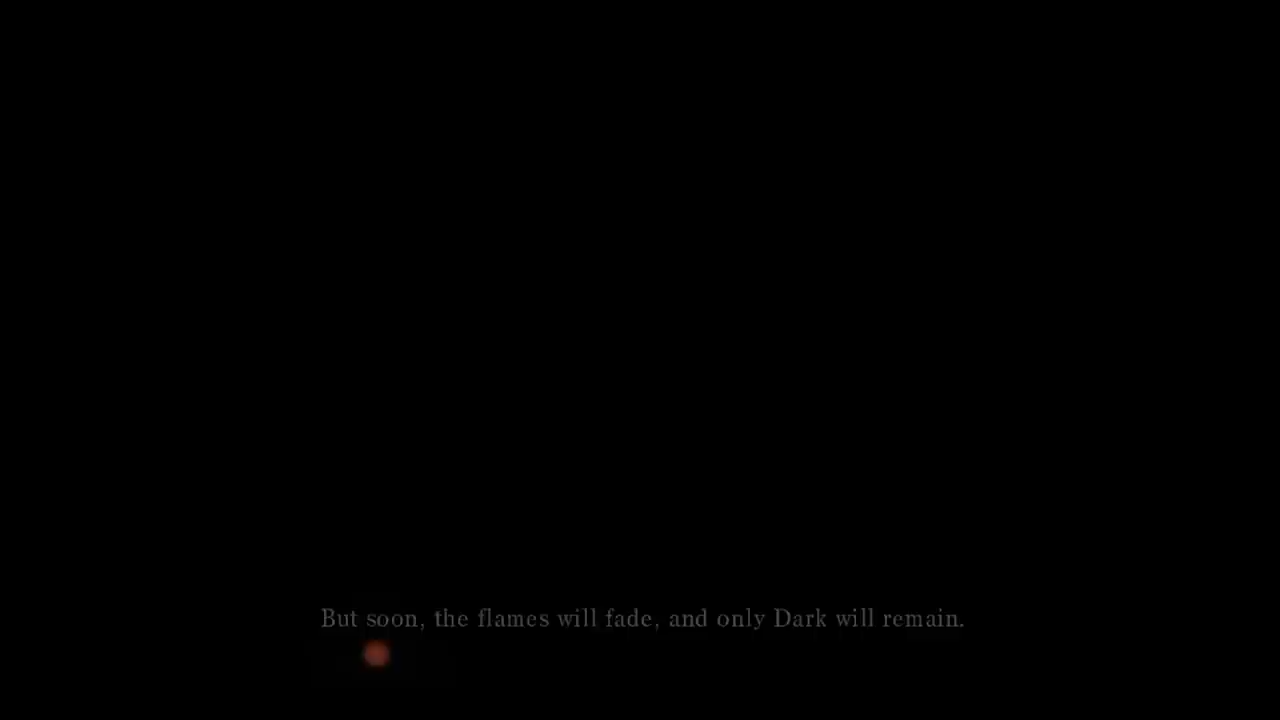 But soon, the flames will fade, and only Dark will remain.